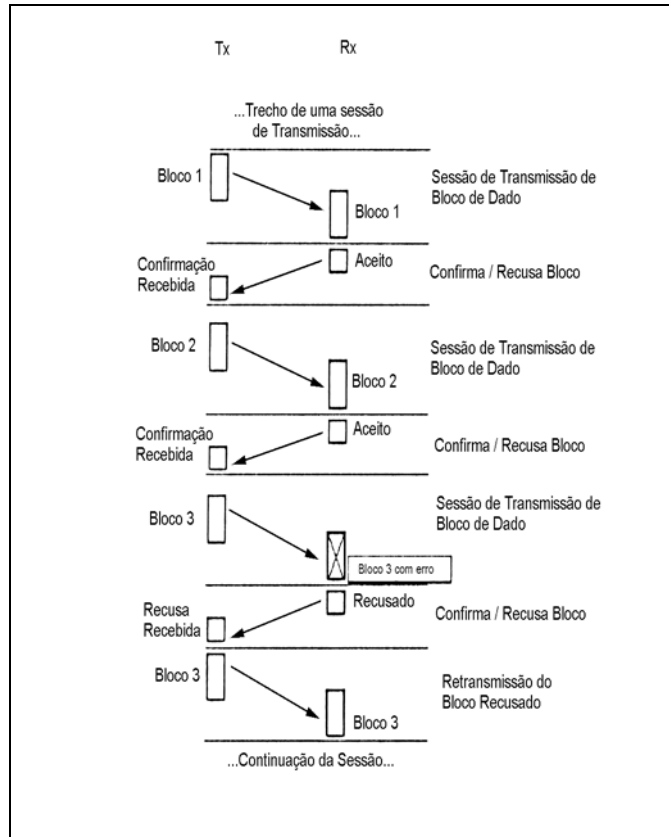 Tx Rx
...Trecho de uma sessão
de Transmissão...
Bloco 1
Sessão de Transmissão de
Bloco de Dado
Bloco 1
Confirmação
Recebida
Aceito
Confirma / Recusa Bloco
Bloco 2
Sessão de Transmissão de
Bloco de Dado
Bloco 2
Confirmação
Recebida
Aceito
Confirma / Recusa Bloco
Bloco 3
Sessão de Transmissão de
Bloco de Dado
Bloco 3 com erro
Recusa
Recebida
Recusado
Confirma / Recusa Bloco
Bloco 3
Retransmissão do
Bloco Recusado
Bloco 3
...Continuação da Sessão...